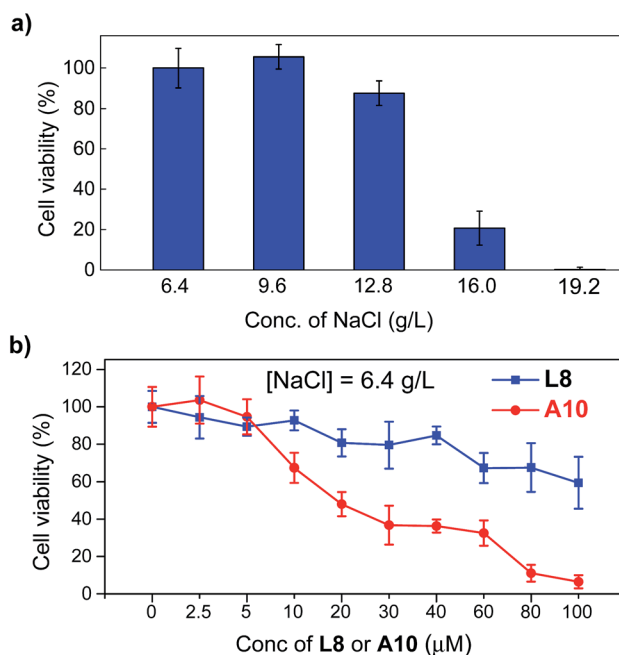 a)
Cell viability (%)
100
80
60
40
20
0
6.4 9.6 12.8 16.0 19.2
Conc. of NaCl (g/L)
b)
Cell viability (%)
120
100
80
60
40
20
0
[NaCl] = 6.4 g/L
L8
A10
0 2.5 5 10 20 30 40 60 80 100
Conc of L8 or A10 (μM)